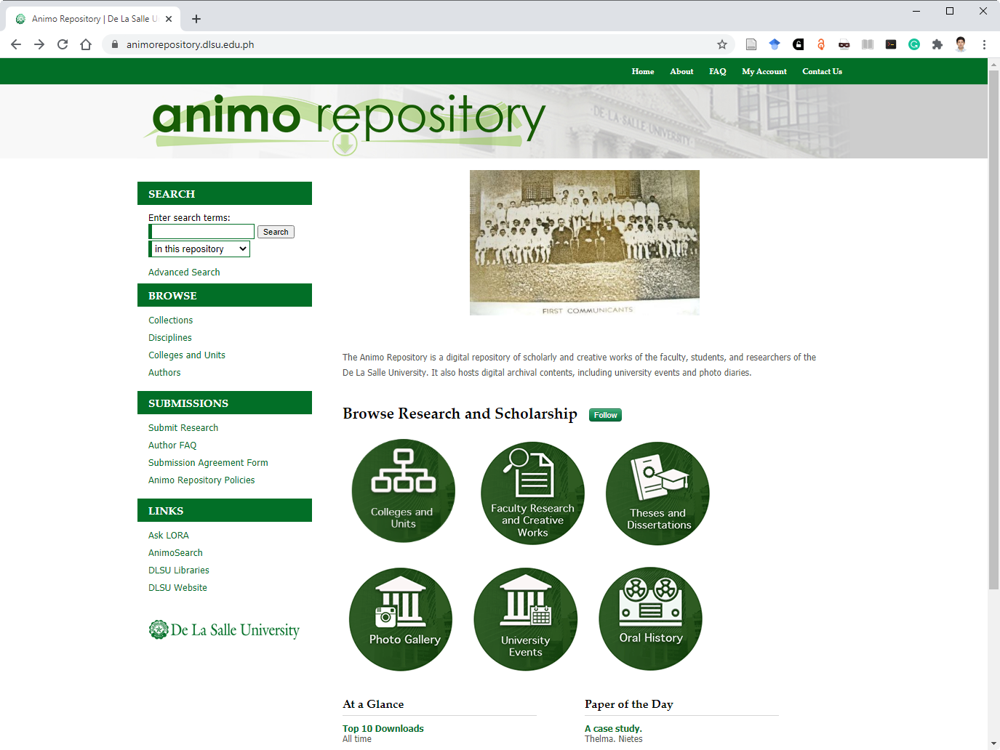 Animo Repository | De La Salle U
animorepository.dlsu.edu.ph
Home About FAQ My Account Contact Us
animo repository
DE LA SALLE UNIVERSITY
SEARCH
Enter search terms:
Search
in this repository
Advanced Search
BROWSE
Collections
Disciplines
Colleges and Units
Authors
SUBMISSIONS
Submit Research
Author FAQ
Submission Agreement Form
Animo Repository Policies
LINKS
Ask LORA
AnimoSearch
DLSU Libraries
DLSU Website
De La Salle University
FIRST COMMUNICANTS
The Animo Repository is a digital repository of scholarly and creative works of the faculty, students, and researchers of the
De La Salle University. It also hosts digital archival contents, including university events and photo diaries.
Browse Research and Scholarship Follow
Colleges and
Units
Faculty Research
and Creative
Works
Theses and
Dissertations
Photo Gallery
University
Events
Oral History
At a Glance
Top 10 Downloads
All time
Paper of the Day
A case study.
Thelma. Nietes